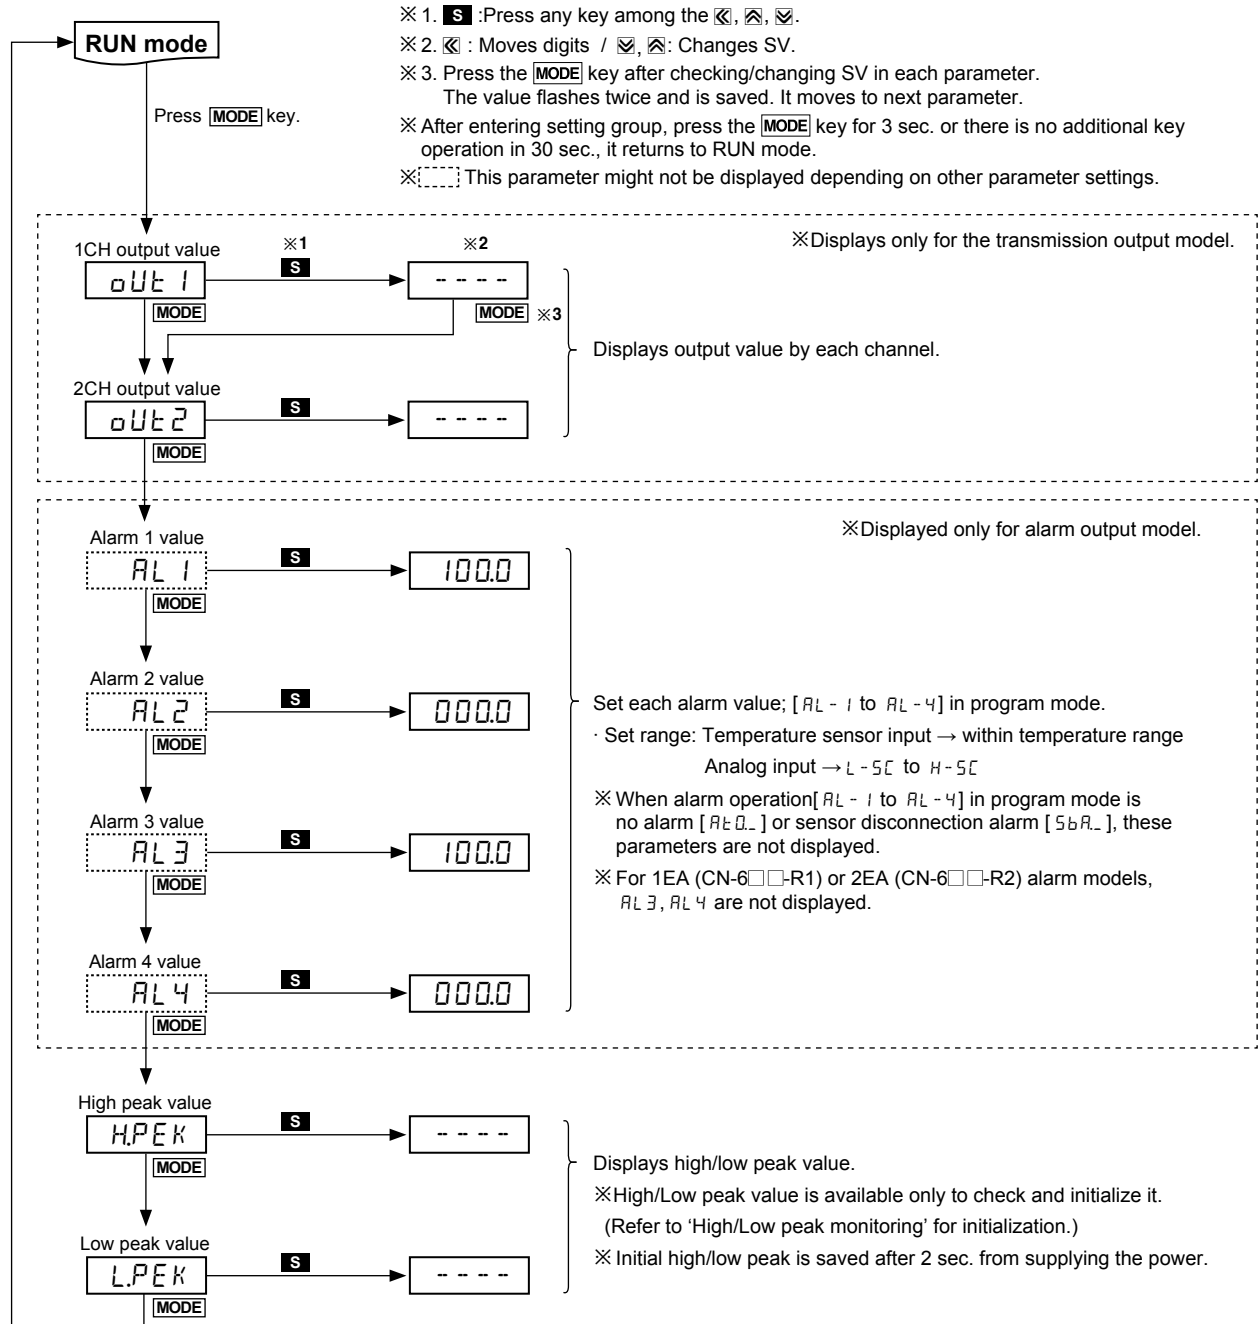 ※ 1. S :Press any key among the ≪, ︽, ︾.
RUN mode
※ 2. ≪ : Moves digits / ︾, ︽: Changes SV.
※ 3. Press the MODE key after checking/changing SV in each parameter.
The value flashes twice and is saved. It moves to next parameter.
Press MODE key.
※ After entering setting group, press the MODE key for 3 sec. or there is no additional key
operation in 30 sec., it returns to RUN mode.
※ This parameter might not be displayed depending on other parameter settings.
※Displays only for the transmission output model.
1CH output value
※1
※2
oUt1
S
-- -- -- --
MODE
MODE ※3
Displays output value by each channel.
2CH output value
oUt2
S
-- -- -- --
MODE
※Displayed only for alarm output model.
Alarm 1 value
AL1
S
100.0
MODE
Alarm 2 value
AL2
S
000.0
MODE
Set each alarm value; [ AL-1 to AL-4] in program mode.
· Set range: Temperature sensor input → within temperature range
Analog input → L-SC to H-SC
※ When alarm operation[ AL-1 to AL-4] in program mode is
no alarm [ At0._ ] or sensor disconnection alarm [ SbA._ ], these
parameters are not displayed.
※ For 1EA (CN-6□□-R1) or 2EA (CN-6□□-R2) alarm models,
AL3, AL4 are not displayed.
Alarm 3 value
AL3
S
100.0
MODE
Alarm 4 value
AL4
S
000.0
MODE
High peak value
H.PEK
S
-- -- -- --
MODE
Displays high/low peak value.
※High/Low peak value is available only to check and initialize it.
(Refer to ‘High/Low peak monitoring’ for initialization.)
※ Initial high/low peak is saved after 2 sec. from supplying the power.
Low peak value
L.PEK
S
-- -- -- --
MODE